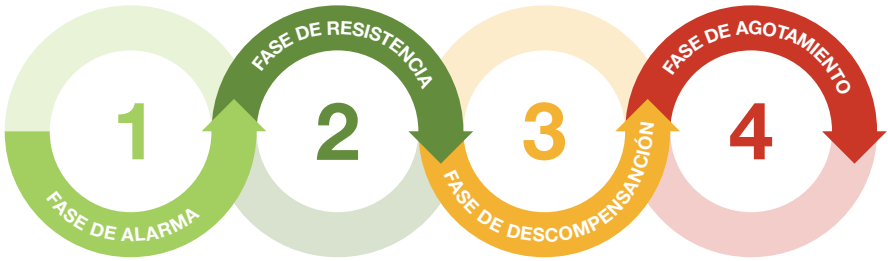 1
FASE DE ALARMA
2
FASE DE RESISTENCIA
3
FASE DE DESCOMPENSANCIÓN
4
FASE DE AGOTAMIENTO